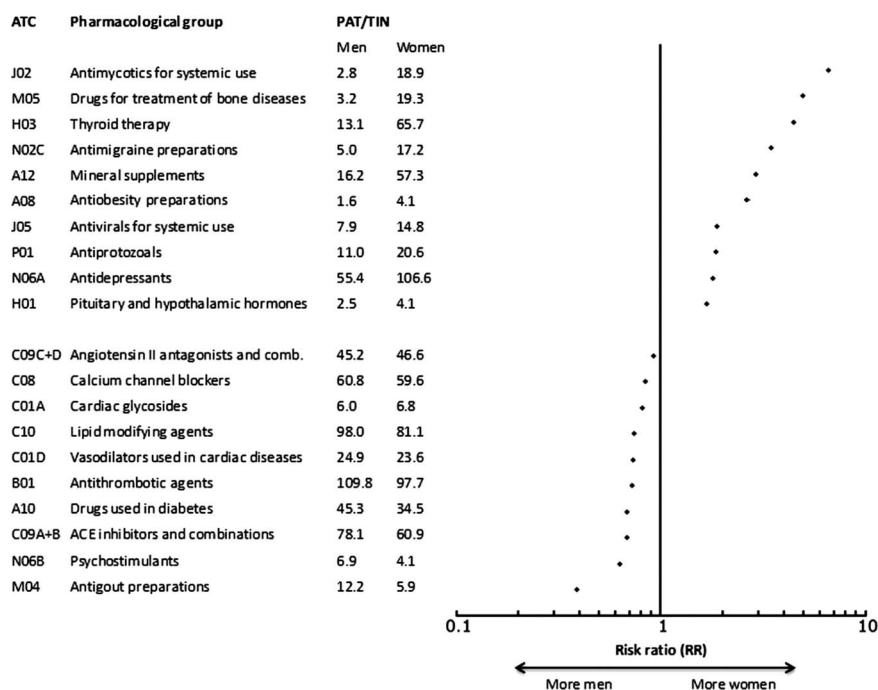 ATC Pharmacological group PAT/TIN
Men Women
J02 Antimycotics for systemic use 2.8 18.9
M05 Drugs for treatment of bone diseases 3.2 19.3
H03 Thyroid therapy 13.1 65.7
N02C Antimigraine preparations 5.0 17.2
A12 Mineral supplements 16.2 57.3
A08 Antiobesity preparations 1.6 4.1
J05 Antivirals for systemic use 7.9 14.8
P01 Antiprotozoals 11.0 20.6
N06A Antidepressants 55.4 106.6
H01 Pituitary and hypothalamic hormones 2.5 4.1
C09C+D Angiotensin II antagonists and comb. 45.2 46.6
C08 Calcium channel blockers 60.8 59.6
C01A Cardiac glycosides 6.0 6.8
C10 Lipid modifying agents 98.0 81.1
C01D Vasodilators used in cardiac diseases 24.9 23.6
B01 Antithrombotic agents 109.8 97.7
A10 Drugs used in diabetes 45.3 34.5
C09A+B ACE inhibitors and combinations 78.1 60.9
N06B Psychostimulants 6.9 4.1
M04 Antigout preparations 12.2 5.9
0.1 1 10
Risk ratio (RR)
More men More women